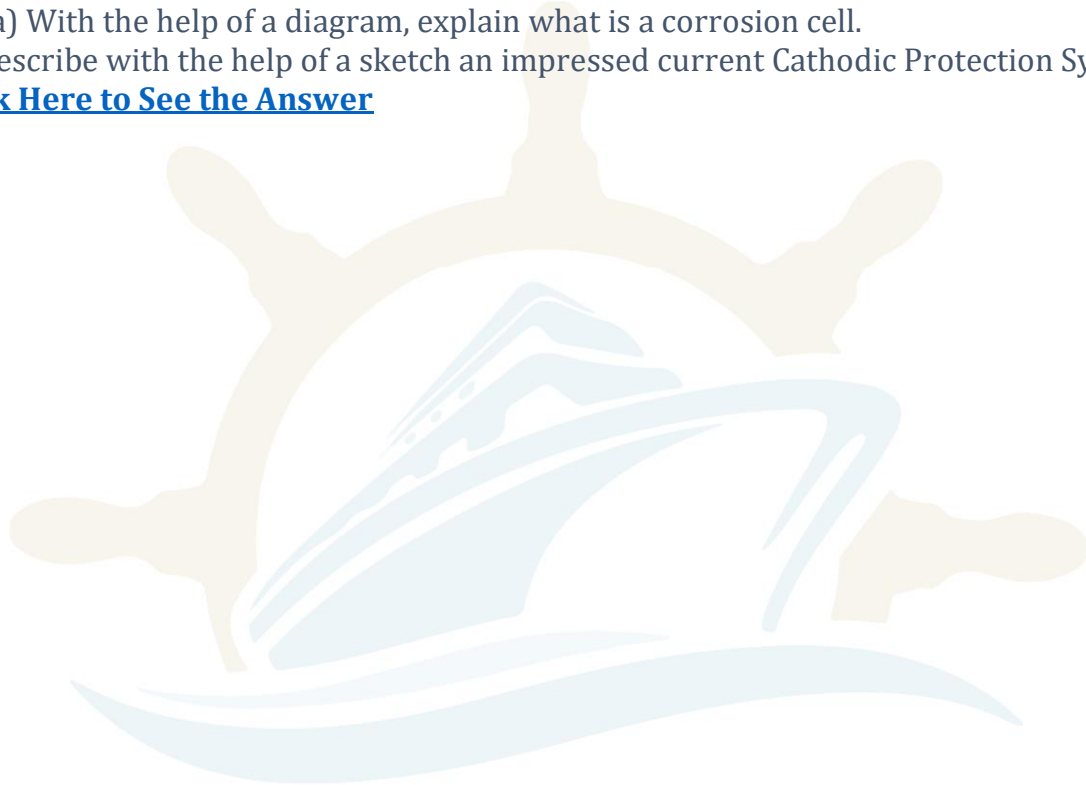 a) With the help of a diagram, explain what is a corrosion cell.
escribe with the help of a sketch an impressed current Cathodic Protection Sy
k Here to See the Answer